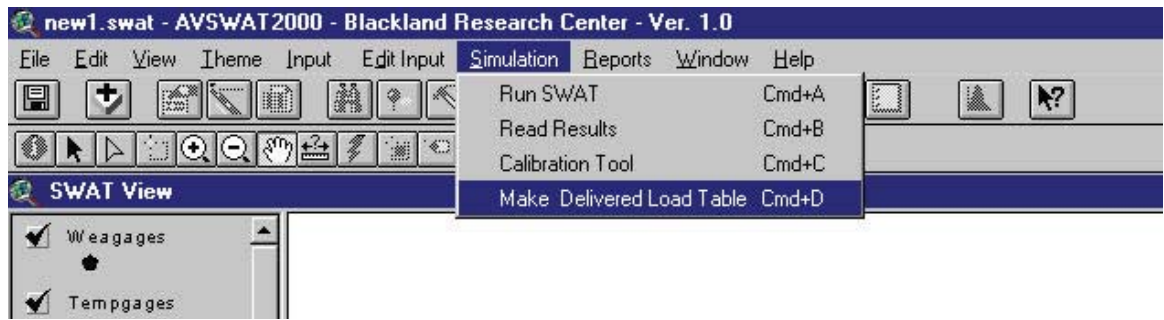 new1.swat - AVSWAT2000 - Blackland Research Center - Ver. 1.0
File Edit View Theme Input Edit Input Simulation Reports Window Help
Run SWAT Cmd+A
Read Results Cmd+B
Calibration Tool Cmd+C
Make Delivered Load Table Cmd+D
SWAT View
Weagages
Tempgages